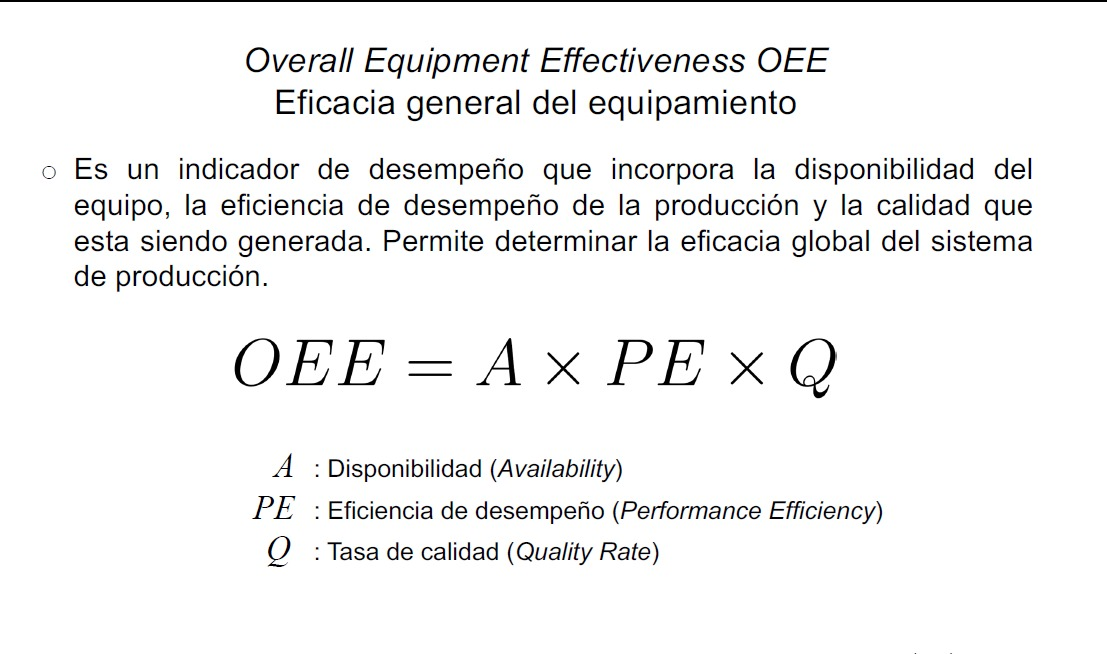 Overall Equipment Effectiveness OEE
Eficacia general del equipamiento
○ Es un indicador de desempeño que incorpora la disponibilidad del
equipo, la eficiencia de desempeño de la producción y la calidad que
esta siendo generada. Permite determinar la eficacia global del sistema
de producción.
OEE = A × PE × Q
A : Disponibilidad (Availability)
PE : Eficiencia de desempeño (Performance Efficiency)
Q : Tasa de calidad (Quality Rate)